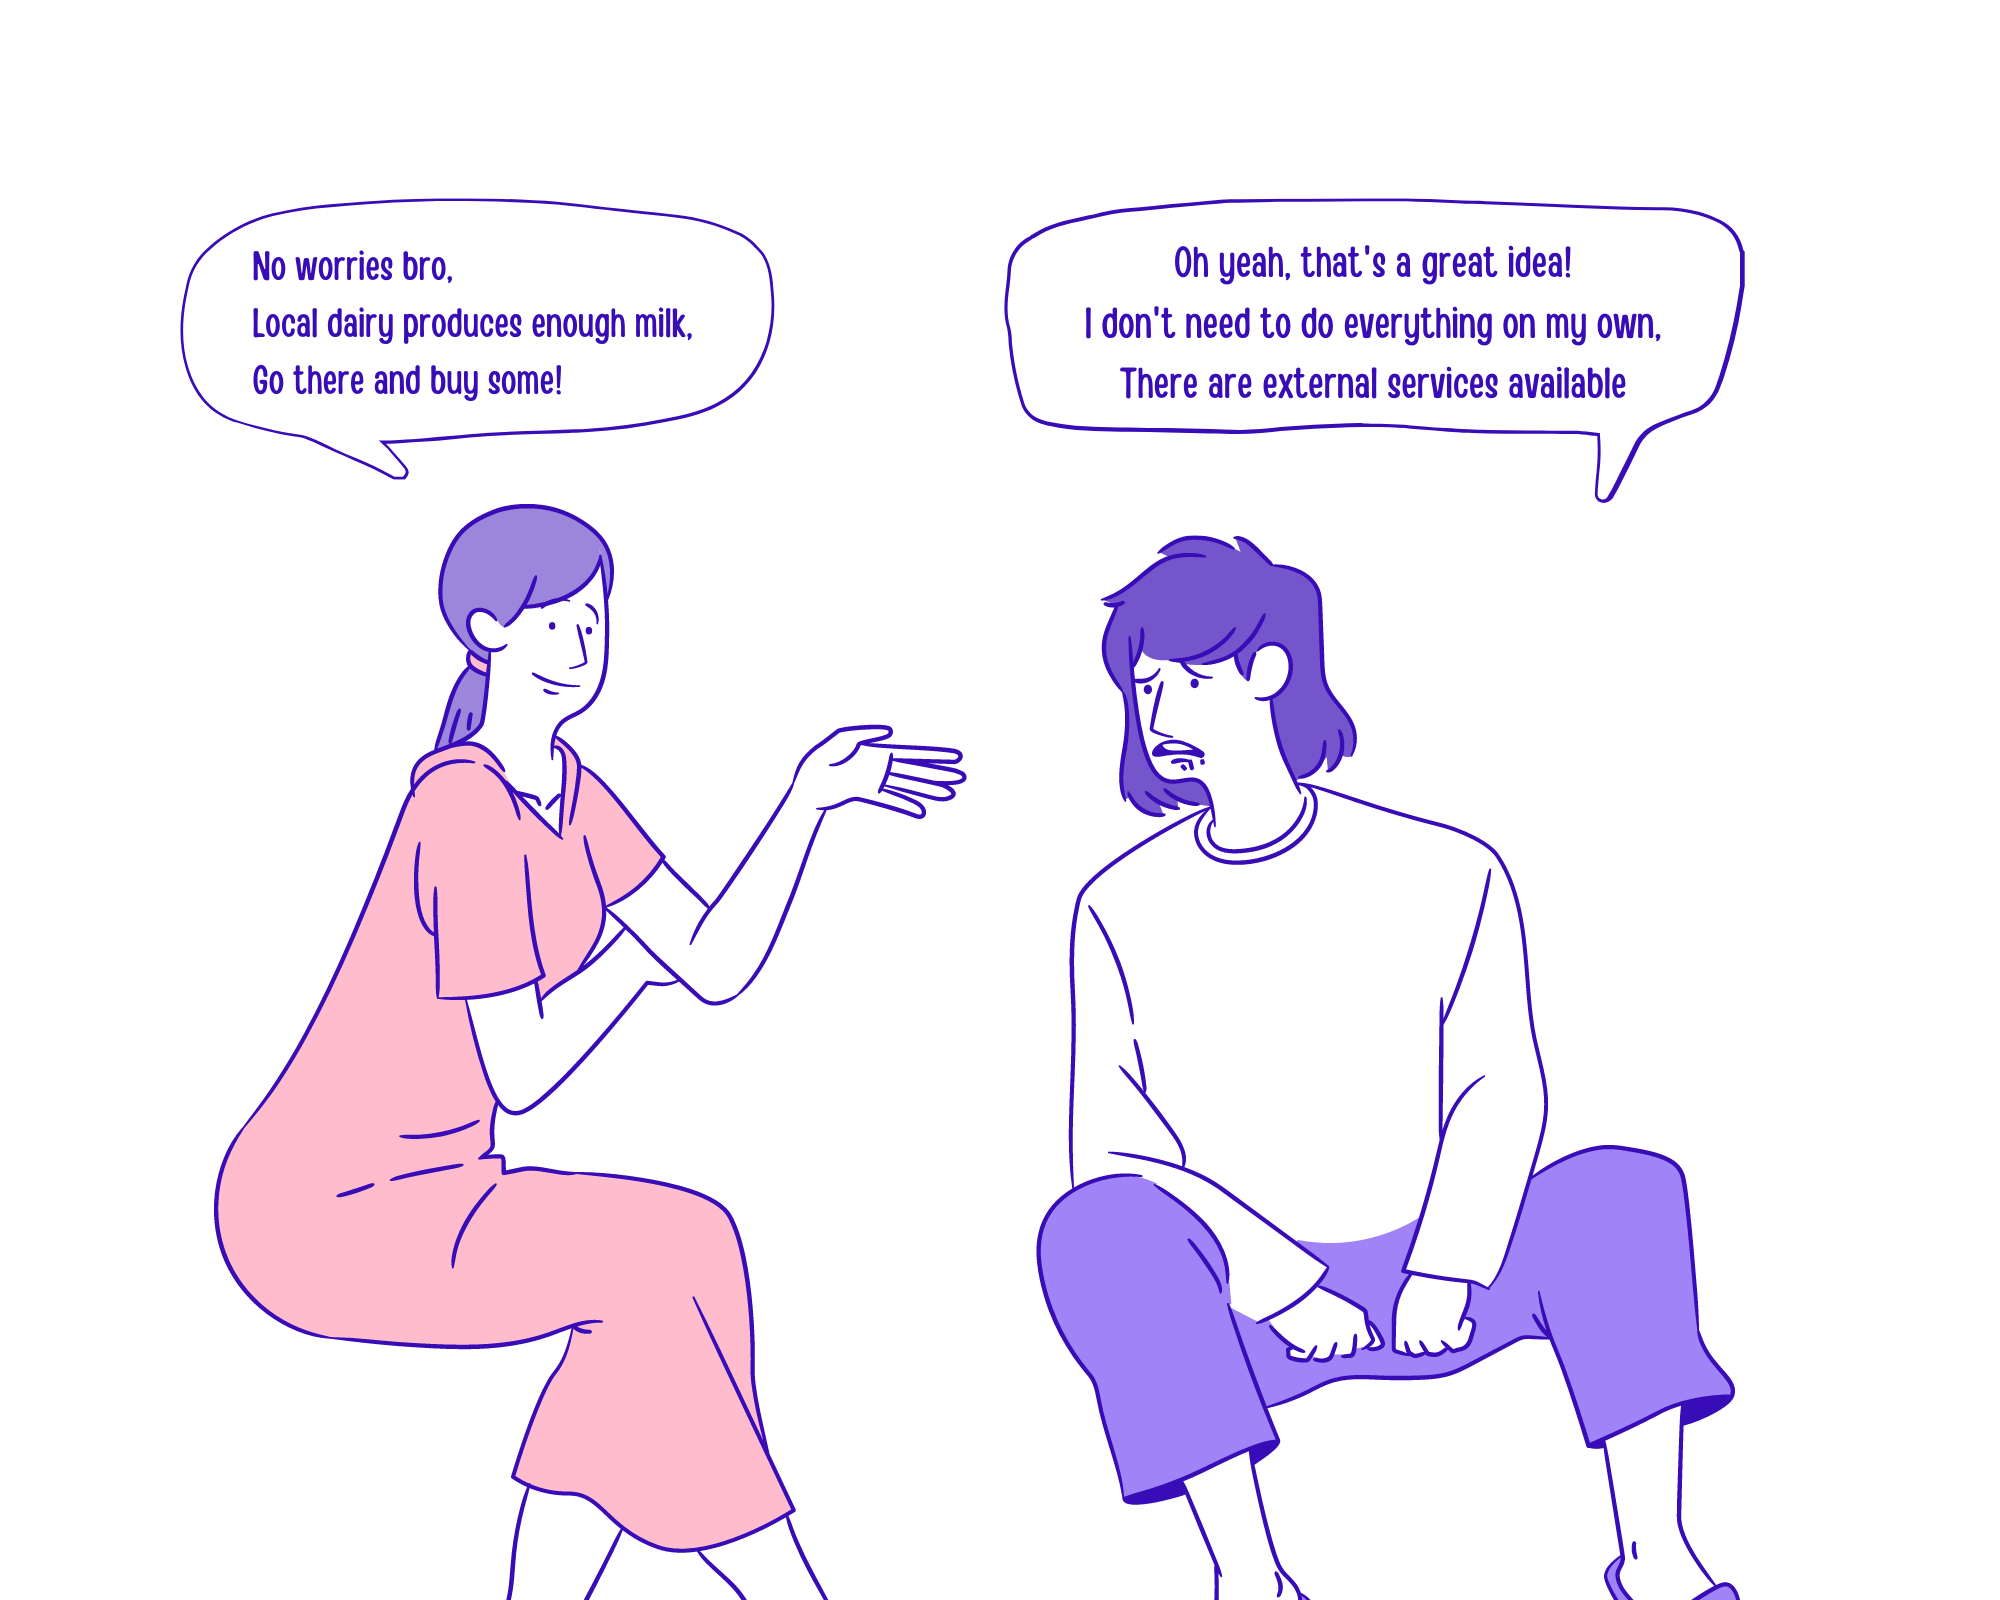 No worries bro,
Local dairy produces enough milk,
Go there and buy some!
Oh yeah, that's a great idea!
I don't need to do everything on my own,
There are external services available